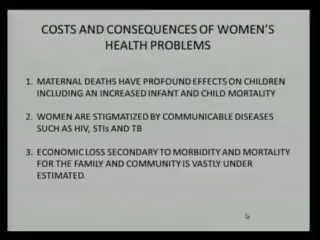 COSTS AND CONSEQUENCES OF WOMEN'S
HEALTH PROBLEMS
1. MATERNAL DEATHS HAVE PROFOUND EFFECTS ON CHILDREN
INCLUDING AN INCREASED INFANT AND CHILD MORTALITY
2. WOMEN ARE STIGMATIZED BY COMMUNICABLE DISEASES
SUCH AS HIV, STIs AND TB
3. ECONOMIC LOSS SECONDARY TO MORBIDITY AND MORTALITY
FOR THE FAMILY AND COMMUNITY IS VASTLY UNDER
ESTIMATED.